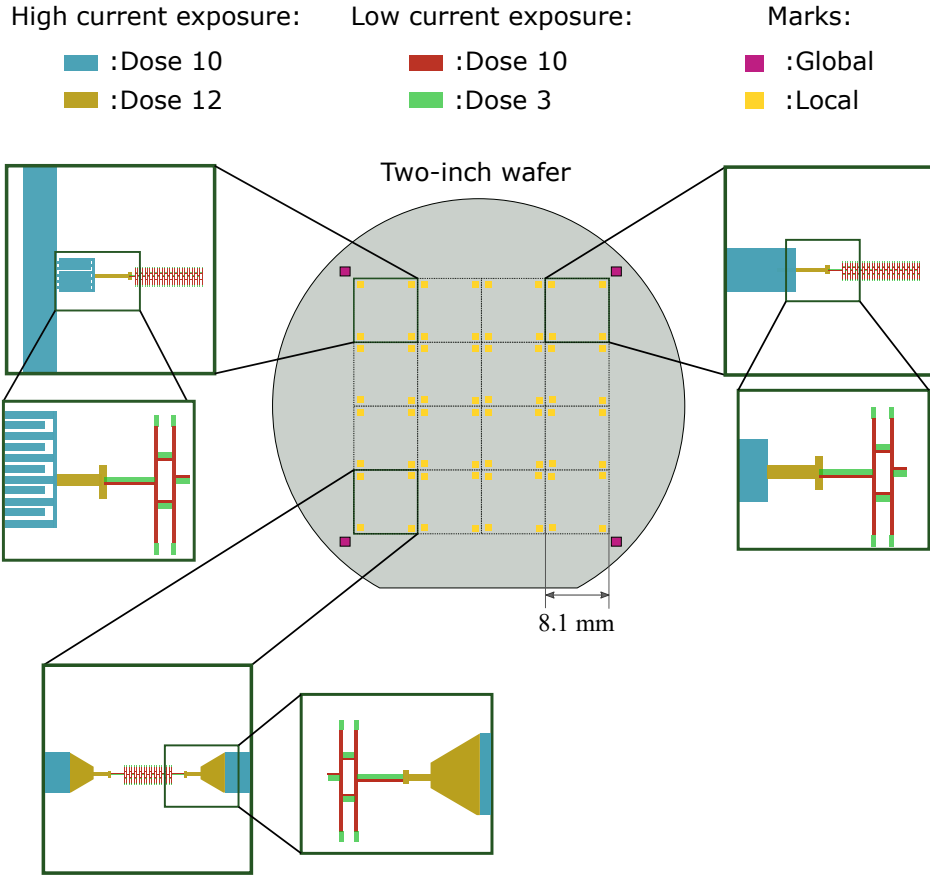 High current exposure:
Low current exposure:
Marks:
:Dose 10
:Dose 10
:Global
:Dose 12
:Dose 3
:Local
Two-inch wafer
8.1 mm